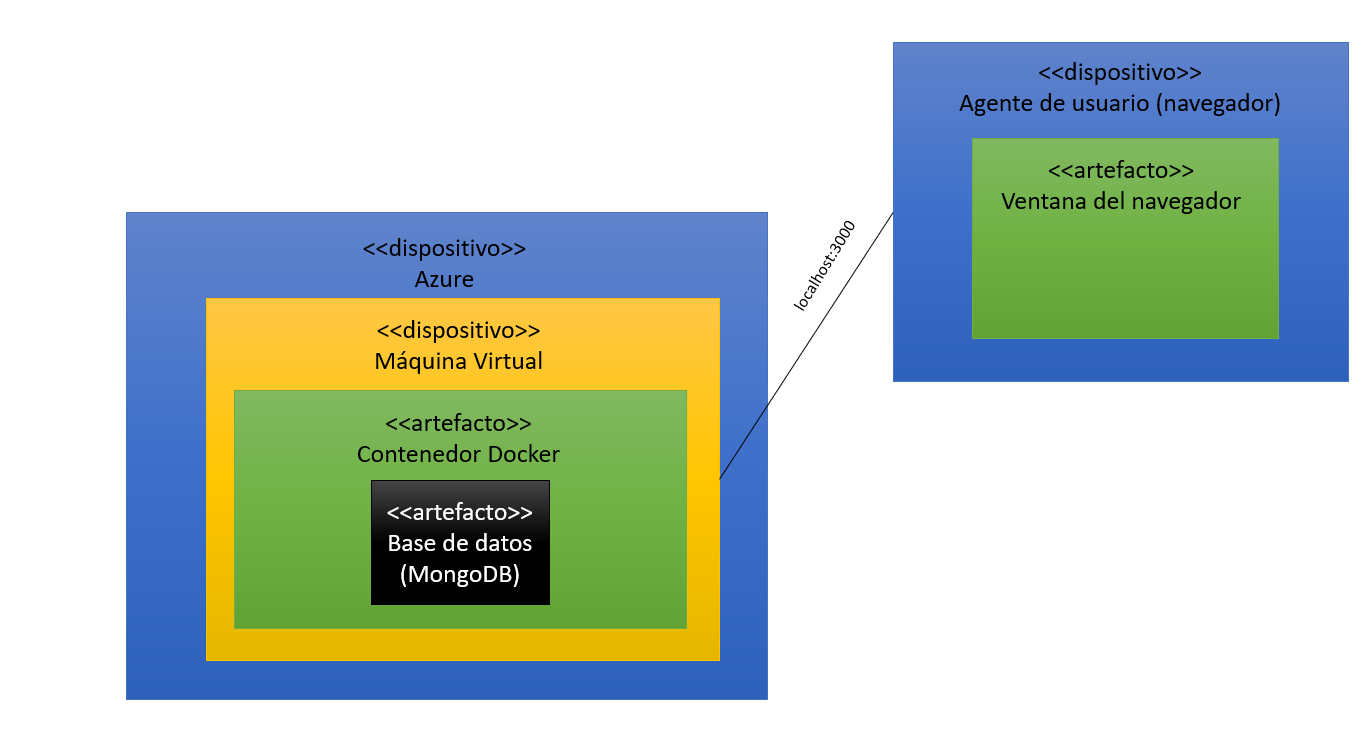 <<dispositivo>>
Agente de usuario (navegador)
<<artefacto>>
Ventana del navegador
<<dispositivo>>
Azure
<<dispositivo>>
Máquina Virtual
<<artefacto>>
Contenedor Docker
<<artefacto>>
Base de datos
(MongoDB)
localhost:3000